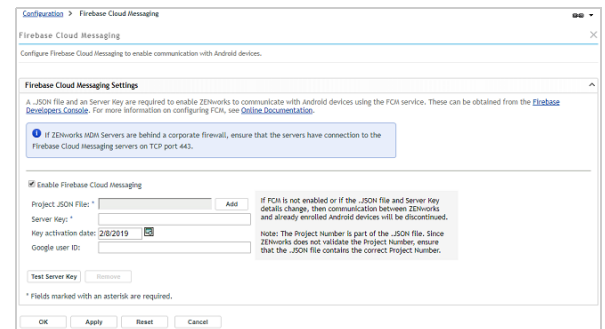 Configuration > Firebase Cloud Messaging
Firebase Cloud Messaging
Configure Firebase Cloud Messaging to enable communication with Android devices.
Firebase Cloud Messaging Settings
A .JSON file and an Server Key are required to enable ZENworks to communicate with Android devices using the FCM service. These can be obtained from the Firebase
Developers Console. For more information on configuring FCM, see Online Documentation.
If ZENworks MDM Servers are behind a corporate firewall, ensure that the servers have connection to the
Firebase Cloud Messaging servers on TCP port 443.
Enable Firebase Cloud Messaging
Project JSON File: * Add
Server Key: *
Key activation date: 2/8/2019
Google user ID:
If FCM is not enabled or if the .JSON file and Server Key
details change, then communication between ZENworks
and already enrolled Android devices will be discontinued.
Note: The Project Number is part of the .JSON file. Since
ZENworks does not validate the Project Number, ensure
that the .JSON file contains the correct Project Number.
Test Server Key Remove
* Fields marked with an asterisk are required.
OK Apply Reset Cancel